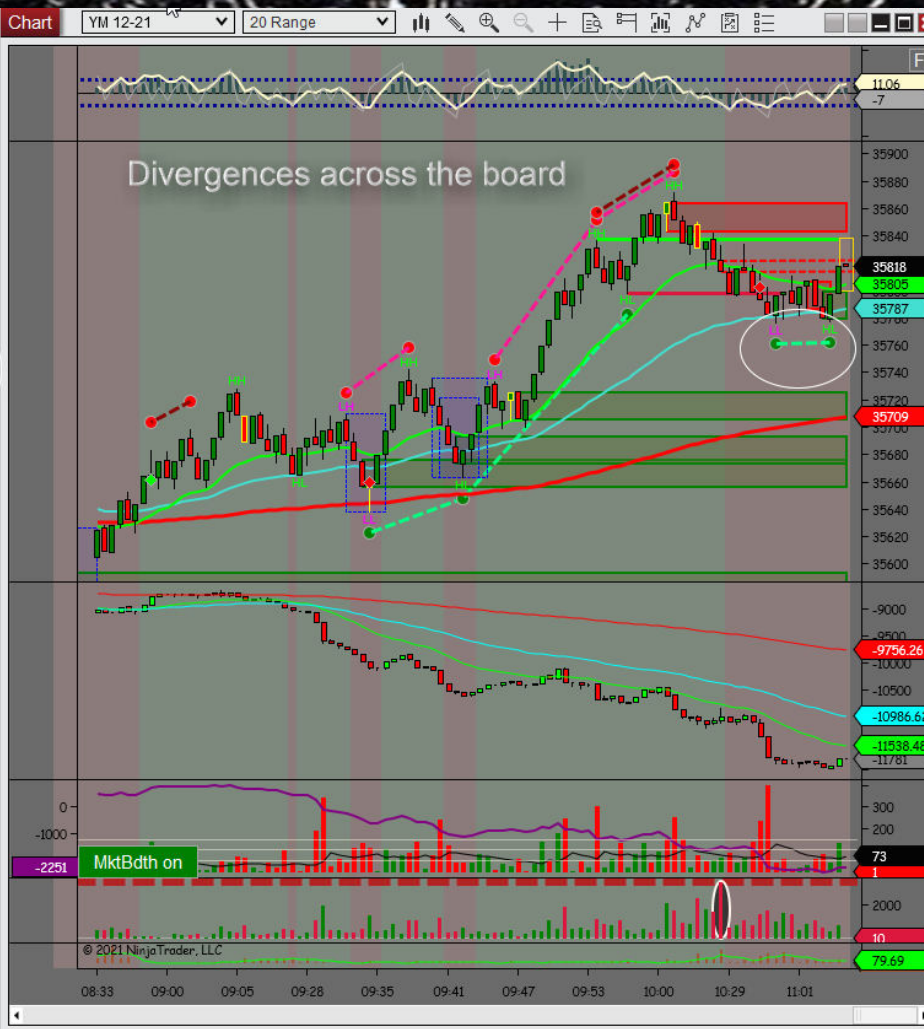 Chart YM 12-21 20 Range
F
11.06
-7
Divergences across the board
35900
35880
35860
35840
35818
35805
35787
35760
35740
35720
35709
35700
35680
35660
35640
35620
35600
HH
HH
HH
HH
LH
LH
HL
HL
HL
HL
LL
LL
-9000
-9500
-9756.26
-10000
-10500
-10986.62
-11538.48
-11781
0
-1000
-2251
MktBdth on
300
200
73
1
2000
10
© 2021 NinjaTrader, LLC
79.69
08:33 09:00 09:05 09:28 09:35 09:41 09:47 09:53 10:00 10:29 11:01